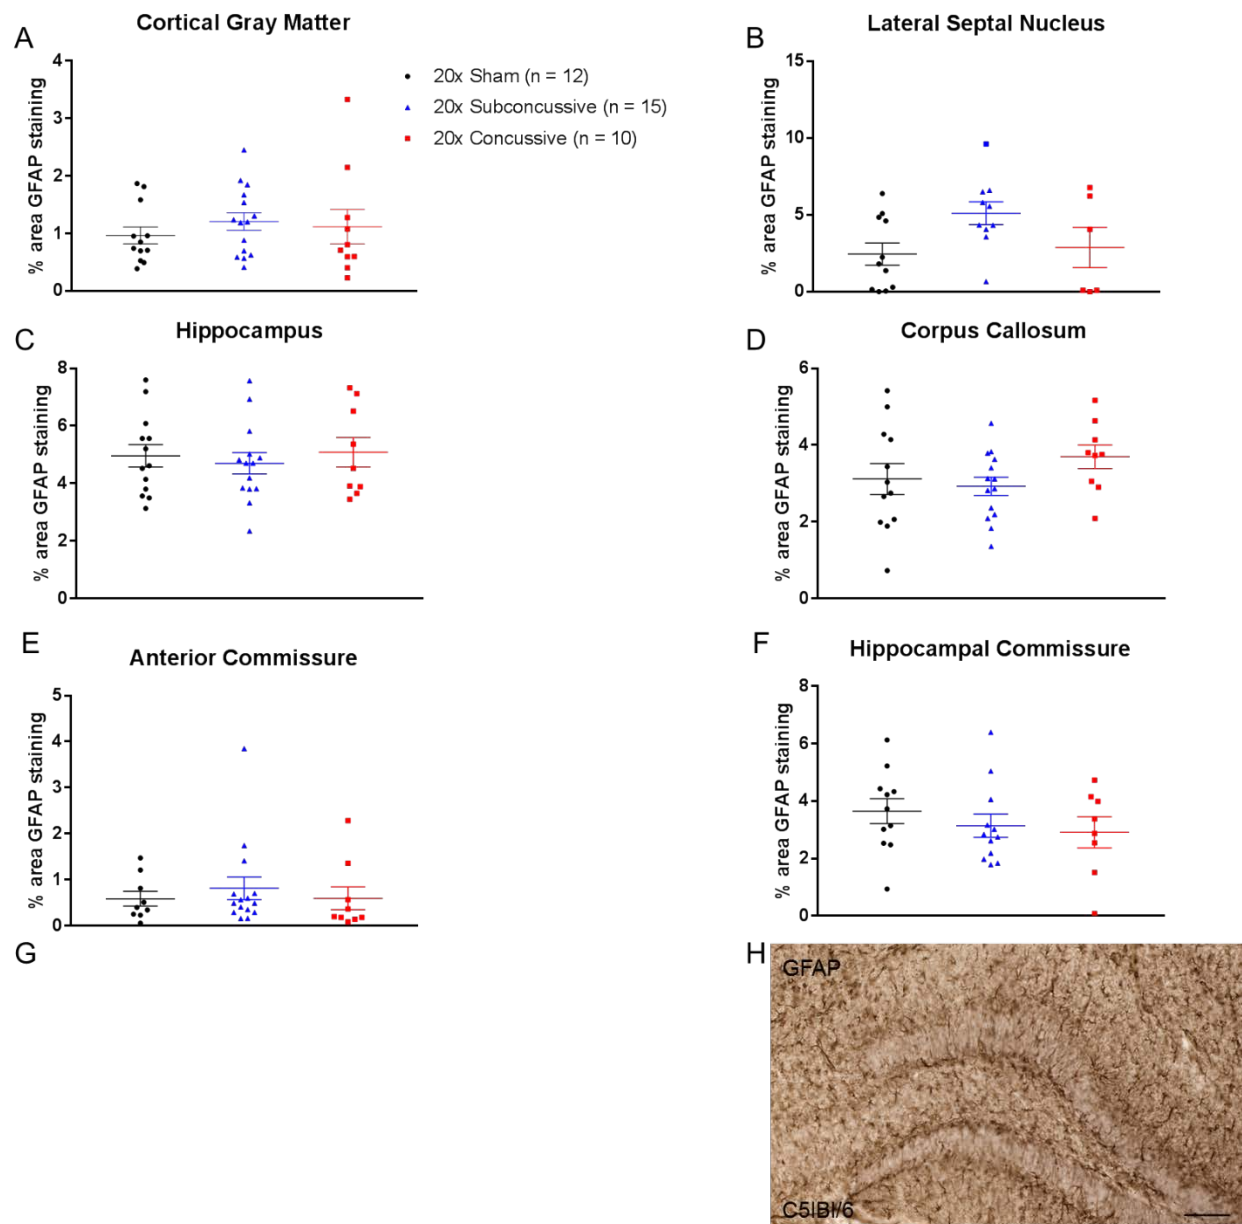 A
Cortical Gray Matter
% area GFAP staining
4
3
2
1
0
20x Sham (n = 12)
20x Subconcussive (n = 15)
20x Concussive (n = 10)
B
Lateral Septal Nucleus
% area GFAP staining
15
10
5
0
C
Hippocampus
% area GFAP staining
8
6
4
2
0
D
Corpus Callosum
% area GFAP staining
6
4
2
0
E
Anterior Commissure
% area GFAP staining
5
4
3
2
1
0
F
Hippocampal Commissure
% area GFAP staining
8
6
4
2
0
G
H
GFAP
C5IBI/6